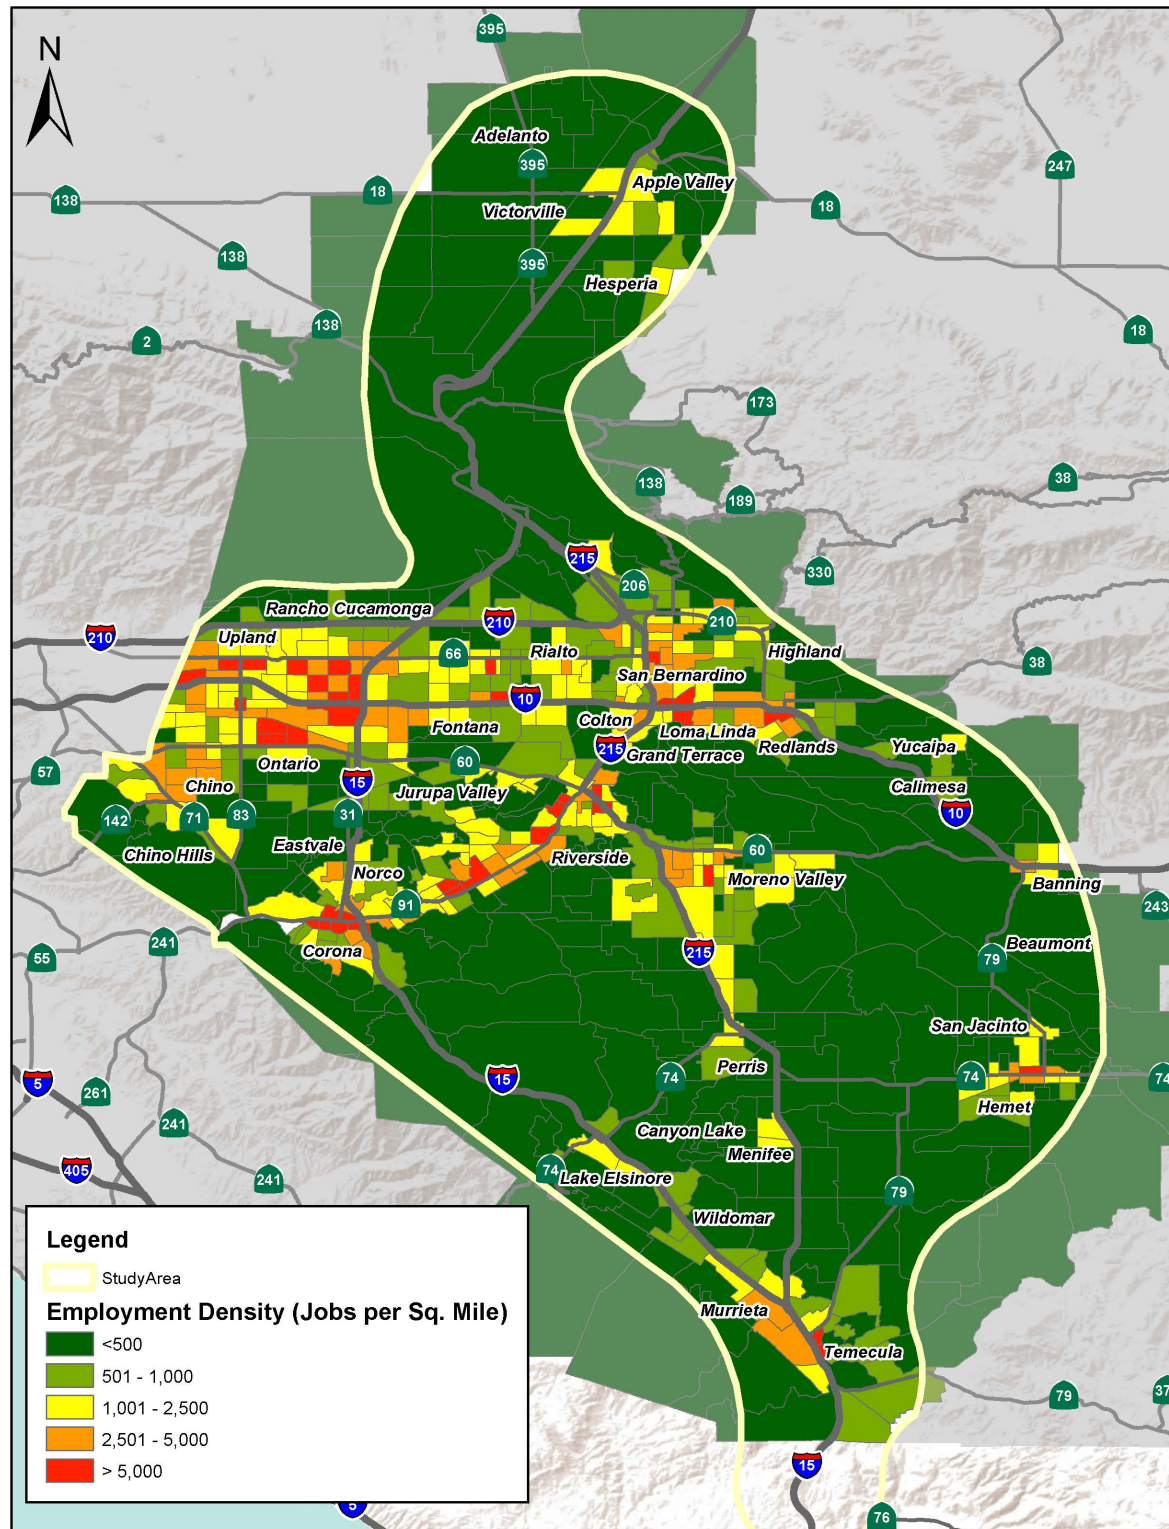 395
N
Adelanto
395
247
Apple Valley
18
138
Victorville
18
138
395
Hesperia
138
18
2
173
138
38
189
215
330
206
Rancho Cucamonga
210
210
210
Upland
66
Rialto
Highland
38
San Bernardino
10
Colton
Fontana
Loma Linda
215
Redlands
Yucaipa
Grand Terrace
60
Ontario
57
15
Chino
Jurupa Valley
Calimesa
142
71
83
31
10
Eastvale
60
Chino Hills
Riverside
Norco
Moreno Valley
Banning
91
243
241
Corona
215
Beaumont
55
79
San Jacinto
Perris
15
74
74
74
5
261
Hemet
241
Canyon Lake
Menifee
405
74
Lake Elsinore
241
79
Wildomar
Legend
StudyArea
Employment Density (Jobs per Sq. Mile)
<500
501 - 1,000
1,001 - 2,500
2,501 - 5,000
> 5,000
Murrieta
Temecula
79
37
15
5
76